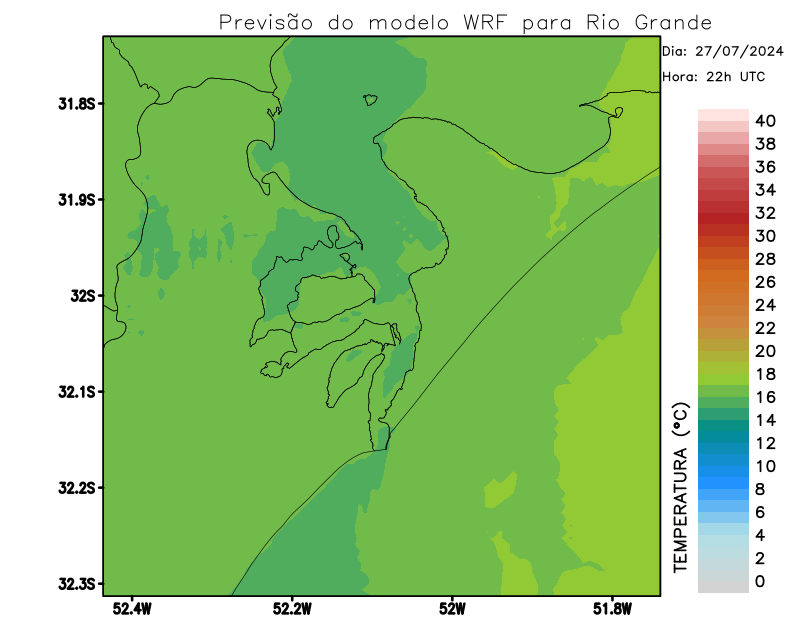 Previsão do modelo WRF para Rio Grande
Dia: 27/07/2024
Hora: 22h UTC
31.8S
31.9S
32S
32.1S
32.2S
32.3S
52.4W
52.2W
52W
51.8W
TEMPERATURA (°C)
40
38
36
34
32
30
28
26
24
22
20
18
16
14
12
10
8
6
4
2
0